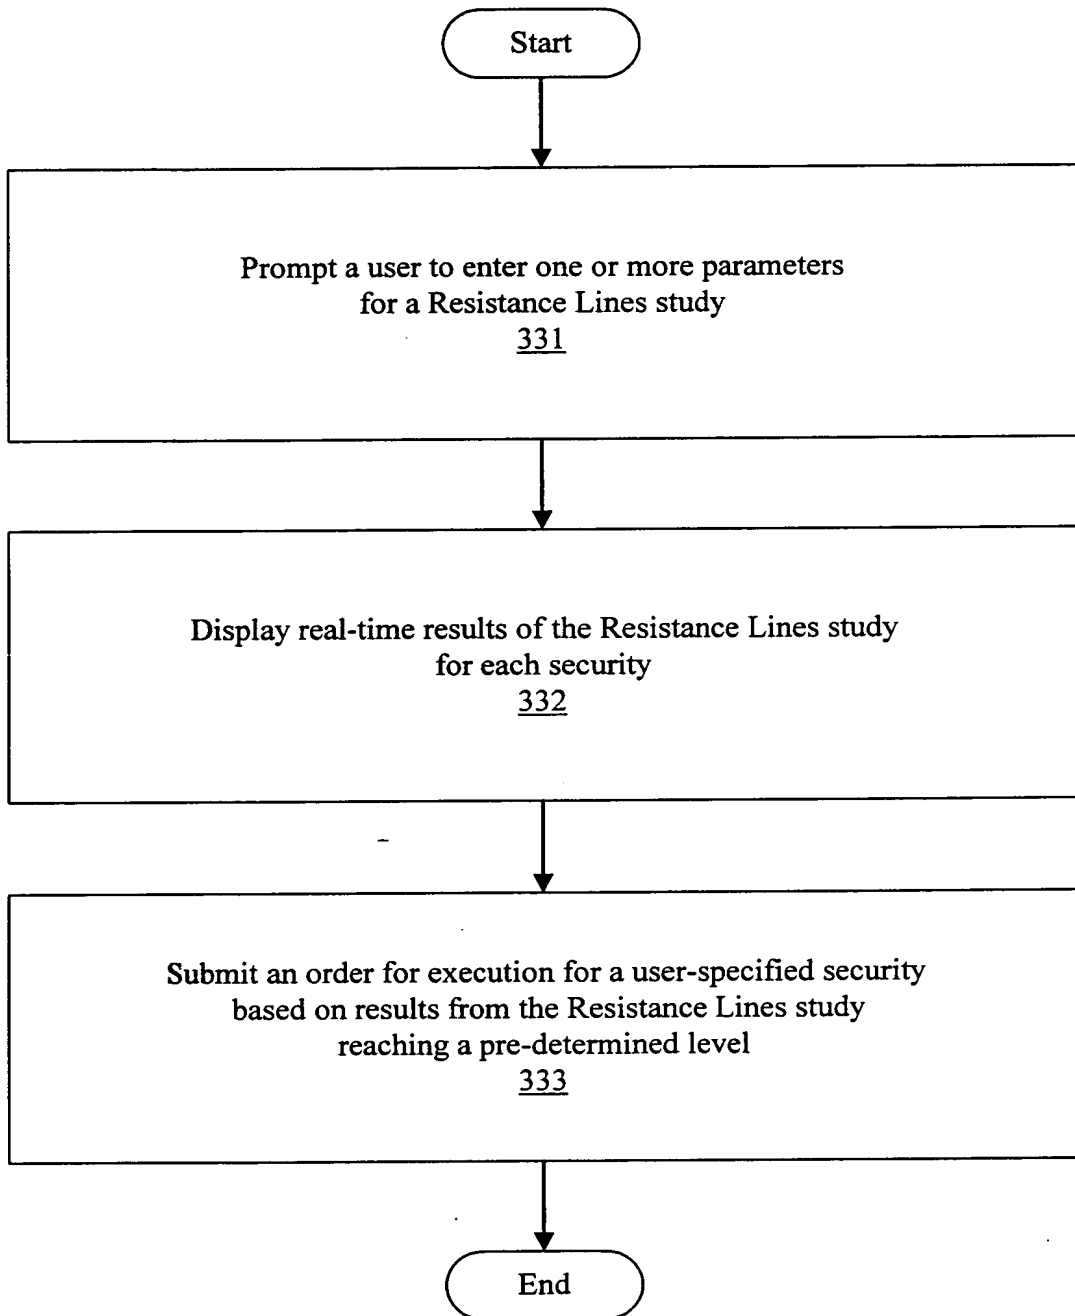 Start
Prompt a user to enter one or more parameters
for a Resistance Lines study
331
Display real-time results of the Resistance Lines study
for each security
332
Submit an order for execution for a user-specified security
based on results from the Resistance Lines study
reaching a pre-determined level
333
End